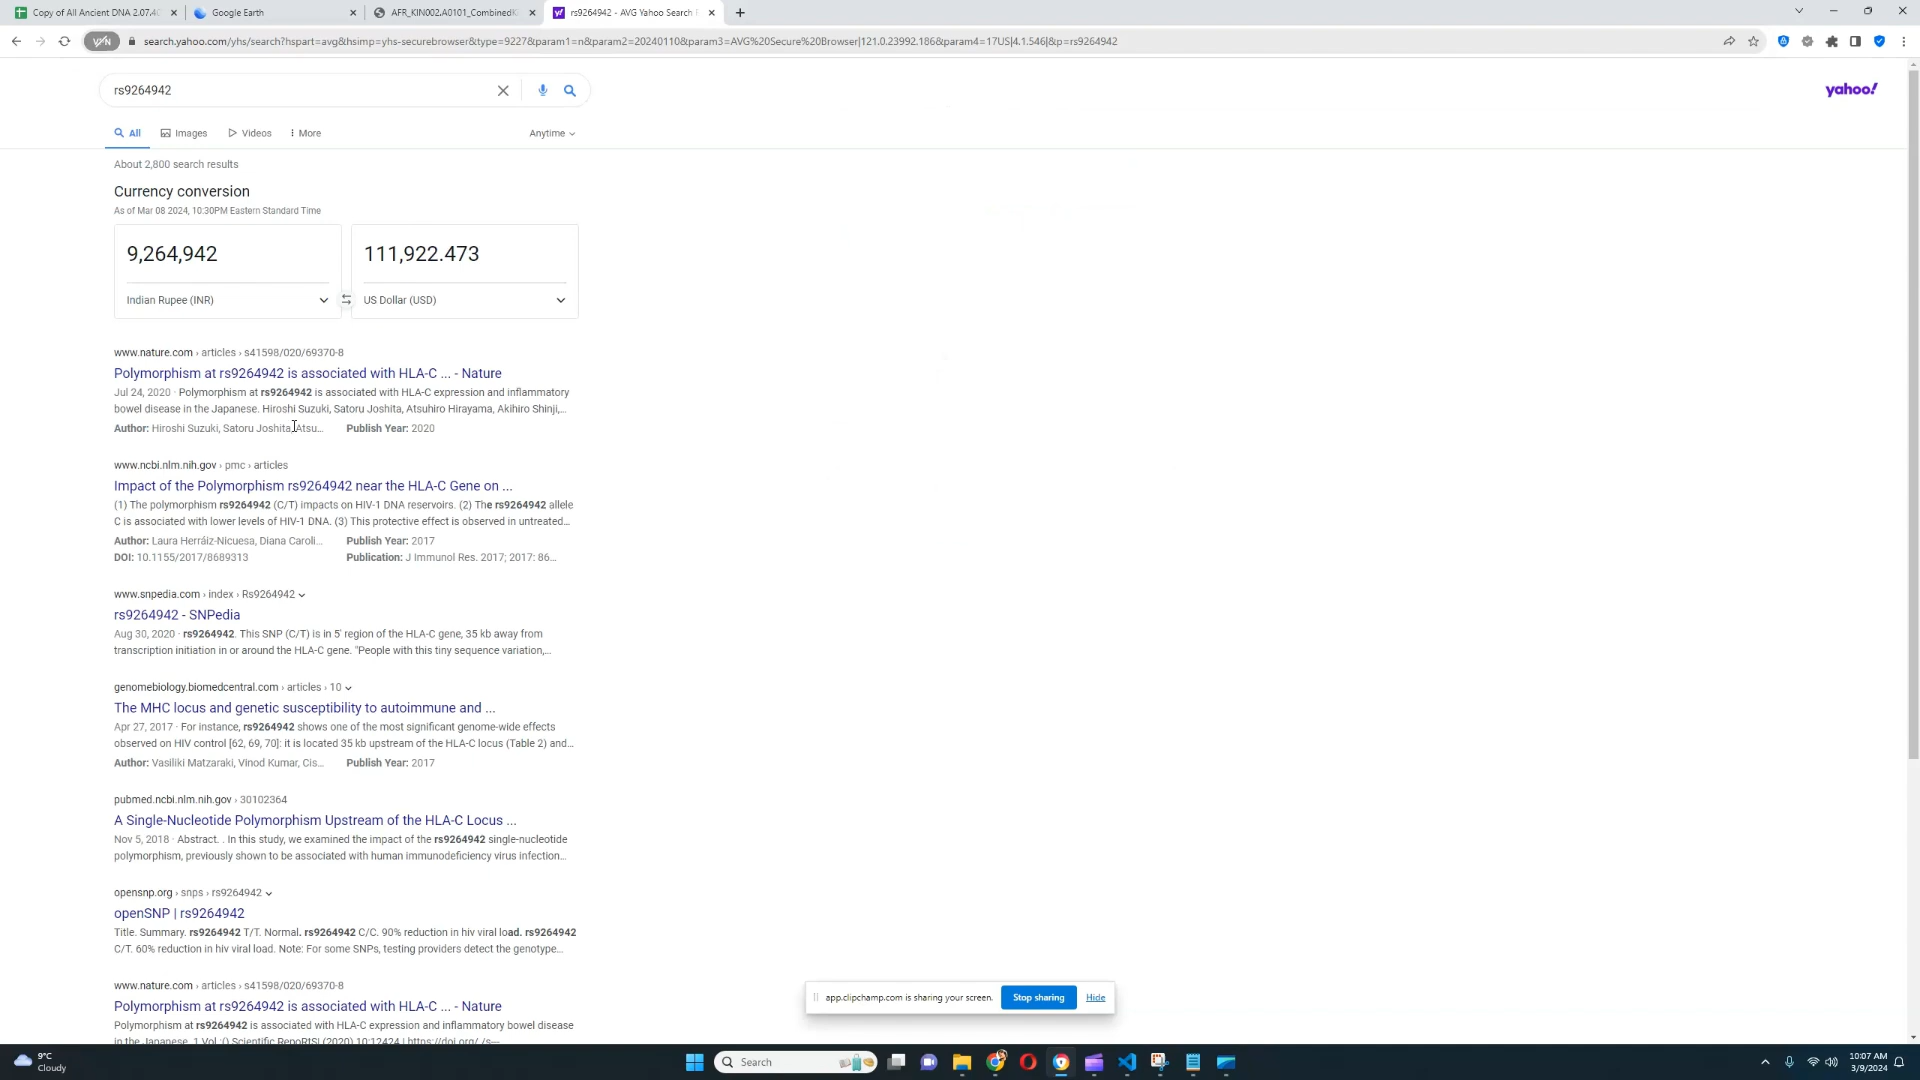 Copy of All Ancient DNA 2.07.4
Google Earth
AFR_KIN002.A0101_CombinedK
rs9264942 - AVG Yahoo Search
VPN
search.yahoo.com/yhs/search?hspart=avg&hsimp=yhs-securebrowser&type=9227&param1=n&param2=20240110&param3=AVG%20Secure%20Browser|121.0.23992.186&param4=17US|4.1.546|&p=rs9264942
rs9264942
yahoo!
All
Images
Videos
More
Anytime
About 2,800 search results
Currency conversion
As of Mar 08 2024, 10:30PM Eastern Standard Time
9,264,942
111,922.473
Indian Rupee (INR)
US Dollar (USD)
www.nature.com › articles › s41598/020/69370-8
Polymorphism at rs9264942 is associated with HLA-C ... - Nature
Jul 24, 2020 · Polymorphism at rs9264942 is associated with HLA-C expression and inflammatory
bowel disease in the Japanese. Hiroshi Suzuki, Satoru Joshita, Atsuhiro Hirayama, Akihiro Shinji,...
Author: Hiroshi Suzuki, Satoru Joshita, Atsu... Publish Year: 2020
www.ncbi.nlm.nih.gov › pmc › articles
Impact of the Polymorphism rs9264942 near the HLA-C Gene on ...
(1) The polymorphism rs9264942 (C/T) impacts on HIV-1 DNA reservoirs. (2) The rs9264942 allele
C is associated with lower levels of HIV-1 DNA. (3) This protective effect is observed in untreated...
Author: Laura Herráiz-Nicuesa, Diana Caroli... Publish Year: 2017
DOI: 10.1155/2017/8689313 Publication: J Immunol Res. 2017; 2017: 86...
www.snpedia.com › index › Rs9264942
rs9264942 - SNPedia
Aug 30, 2020 · rs9264942. This SNP (C/T) is in 5' region of the HLA-C gene, 35 kb away from
transcription initiation in or around the HLA-C gene. "People with this tiny sequence variation,...
genomebiology.biomedcentral.com › articles › 10
The MHC locus and genetic susceptibility to autoimmune and ...
Apr 27, 2017 · For instance, rs9264942 shows one of the most significant genome-wide effects
observed on HIV control [62, 69, 70]: it is located 35 kb upstream of the HLA-C locus (Table 2) and...
Author: Vasiliki Matzaraki, Vinod Kumar, Cis... Publish Year: 2017
pubmed.ncbi.nlm.nih.gov › 30102364
A Single-Nucleotide Polymorphism Upstream of the HLA-C Locus ...
Nov 5, 2018 · Abstract. . In this study, we examined the impact of the rs9264942 single-nucleotide
polymorphism, previously shown to be associated with human immunodeficiency virus infection...
opensnp.org › snps › rs9264942
openSNP | rs9264942
Title. Summary. rs9264942 T/T. Normal. rs9264942 C/C. 90% reduction in hiv viral load. rs9264942
C/T. 60% reduction in hiv viral load. Note: For some SNPs, testing providers detect the genotype...
www.nature.com › articles › s41598/020/69370-8
Polymorphism at rs9264942 is associated with HLA-C ... - Nature
Polymorphism at rs9264942 is associated with HLA-C expression and inflammatory bowel disease
in the Japanese. 1 Vol.:() Scientific RepoRtS| (2020) 10:12424 | https://doi.org/ /s---
app.clipchamp.com is sharing your screen.
Stop sharing
Hide
9°C
Cloudy
Search
10:07 AM
3/9/2024